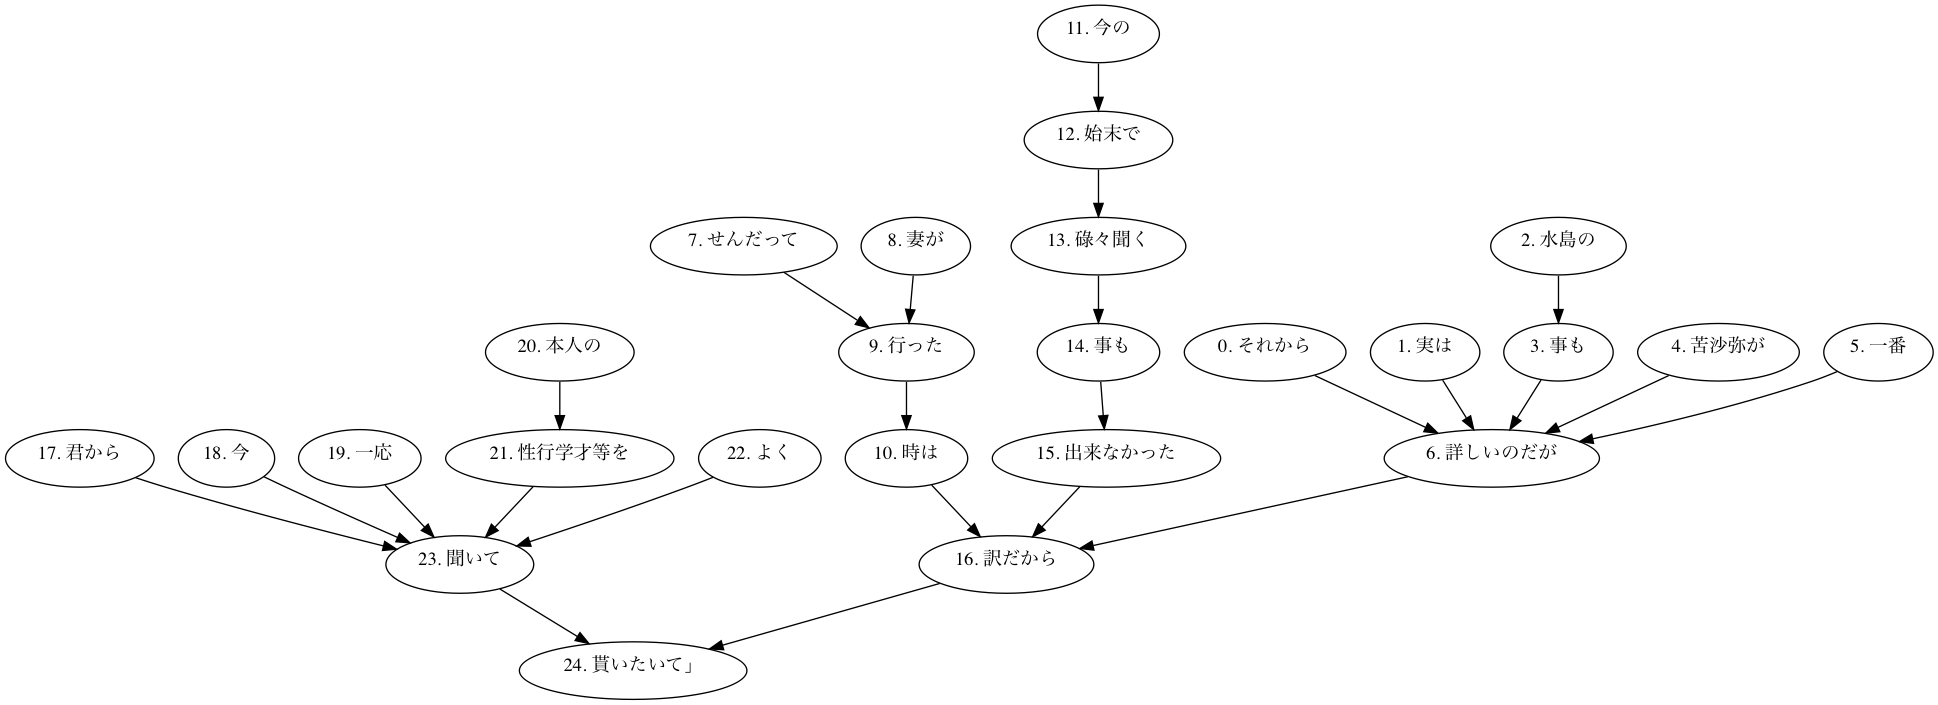 11. 今の
12. 始末で
7. せんだって
8. 妻が
13. 碌々聞く
2. 水島の
20. 本人の
9. 行った
14. 事も
0. それから
1. 実は
3. 事も
4. 苦沙弥が
5. 一番
17. 君から
18. 今
19. 一応
21. 性行学才等を
22. よく
10. 時は
15. 出来なかった
6. 詳しいのだが
23. 聞いて
16. 訳だから
24. 貰いたいて」